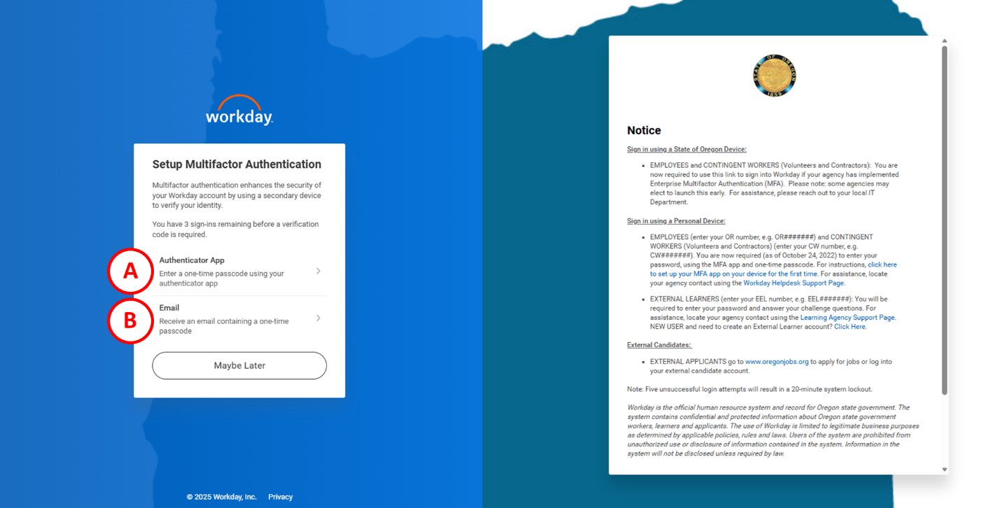 workday.
Setup Multifactor Authentication
Multifactor authentication enhances the security of
your Workday account by using a secondary device
to verify your identity.
You have 3 sign-ins remaining before a verification
code is required.
A
Authenticator App
Enter a one-time passcode using your
authenticator app
B
Email
Receive an email containing a one-time
passcode
Maybe Later
© 2025 Workday, Inc. Privacy
STATE OF OREGON
1859
Notice
Sign in using a State of Oregon Device:
• EMPLOYEES and CONTINGENT WORKERS (Volunteers and Contractors): You are
now required to use this link to sign into Workday if your agency has implemented
Enterprise Multifactor Authentication (MFA). Please note: some agencies may
elect to launch this early. For assistance, please reach out to your local IT
Department.
Sign in using a Personal Device:
• EMPLOYEES (enter your OR number, e.g. OR#######) and CONTINGENT
WORKERS (Volunteers and Contractors) (enter your CW number, e.g.
CW#######). You are now required (as of October 24, 2022) to enter your
password, using the MFA app and one-time passcode. For instructions, click here
to set up your MFA app on your device for the first time. For assistance, locate
your agency contact using the Workday Helpdesk Support Page.
• EXTERNAL LEARNERS (enter your EEL number, e.g. EEL#######): You will be
required to enter your password and answer your challenge questions. For
assistance, locate your agency contact using the Learning Agency Support Page.
NEW USER and need to create an External Learner account? Click Here.
External Candidates:
• EXTERNAL APPLICANTS go to www.oregonjobs.org to apply for jobs or log into
your external candidate account.
Note: Five unsuccessful login attempts will result in a 20-minute system lockout.
Workday is the official human resource system and record for Oregon state government. The
system contains confidential and protected information about Oregon state government
workers, learners and applicants. The use of Workday is limited to legitimate business purposes
as determined by applicable policies, rules and laws. Users of the system are prohibited from
unauthorized use or disclosure of information contained in the system. Information in the
system will not be disclosed unless required by law.